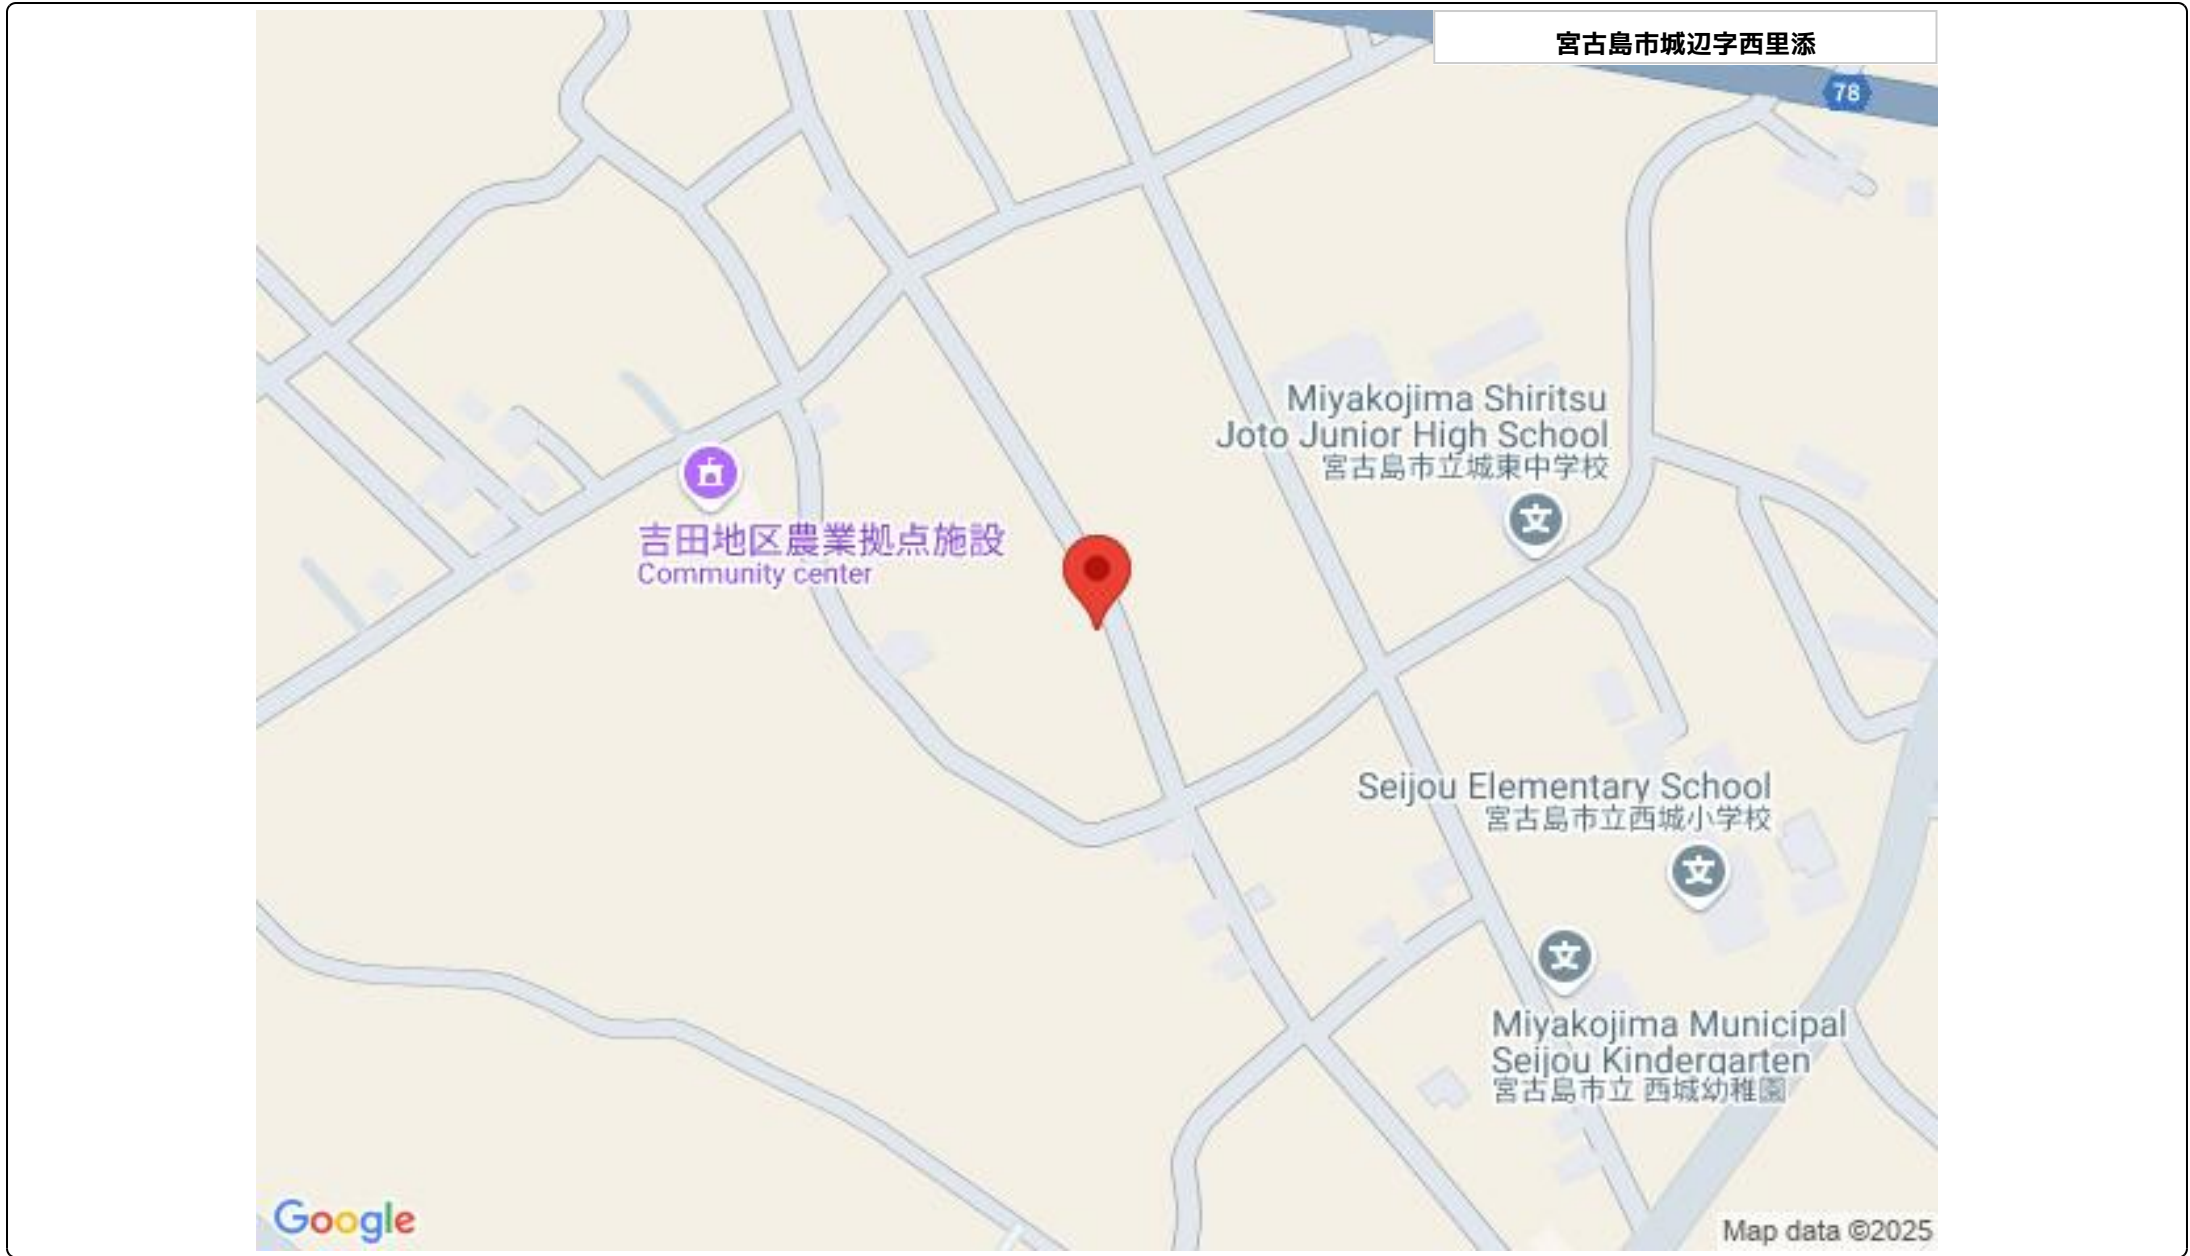 宮古島市城辺字西里添
78
Miyakojima Shiritsu
Joto Junior High School
宮古島市立城東中学校
吉田地区農業拠点施設
Community center
Seijou Elementary School
宮古島市立西城小学校
Miyakojima Municipal
Seijou Kindergarten
宮古島市立 西城幼稚園
文
文
文
Google
Map data ©2025